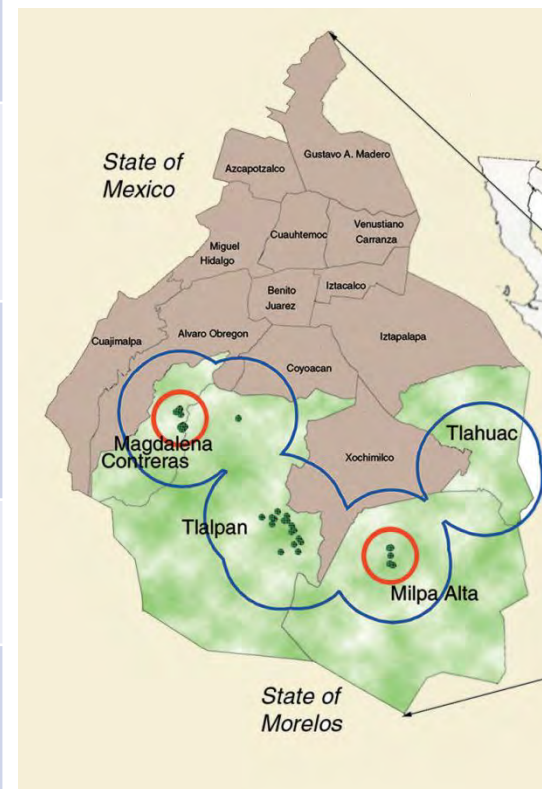 State of
Mexico
Gustavo A. Madero
Azcapotzalco
Venustiano
Carranza
Cuauhtemoc
Miguel
Hidalgo
Iztacalco
Benito
Juarez
Cuajimalpa
Alvaro Obregon
Iztapalapa
Coyoacan
Magdalena
Contreras
Xochimilco
Tlahuac
Tlalpan
Milpa Alta
State of
Morelos